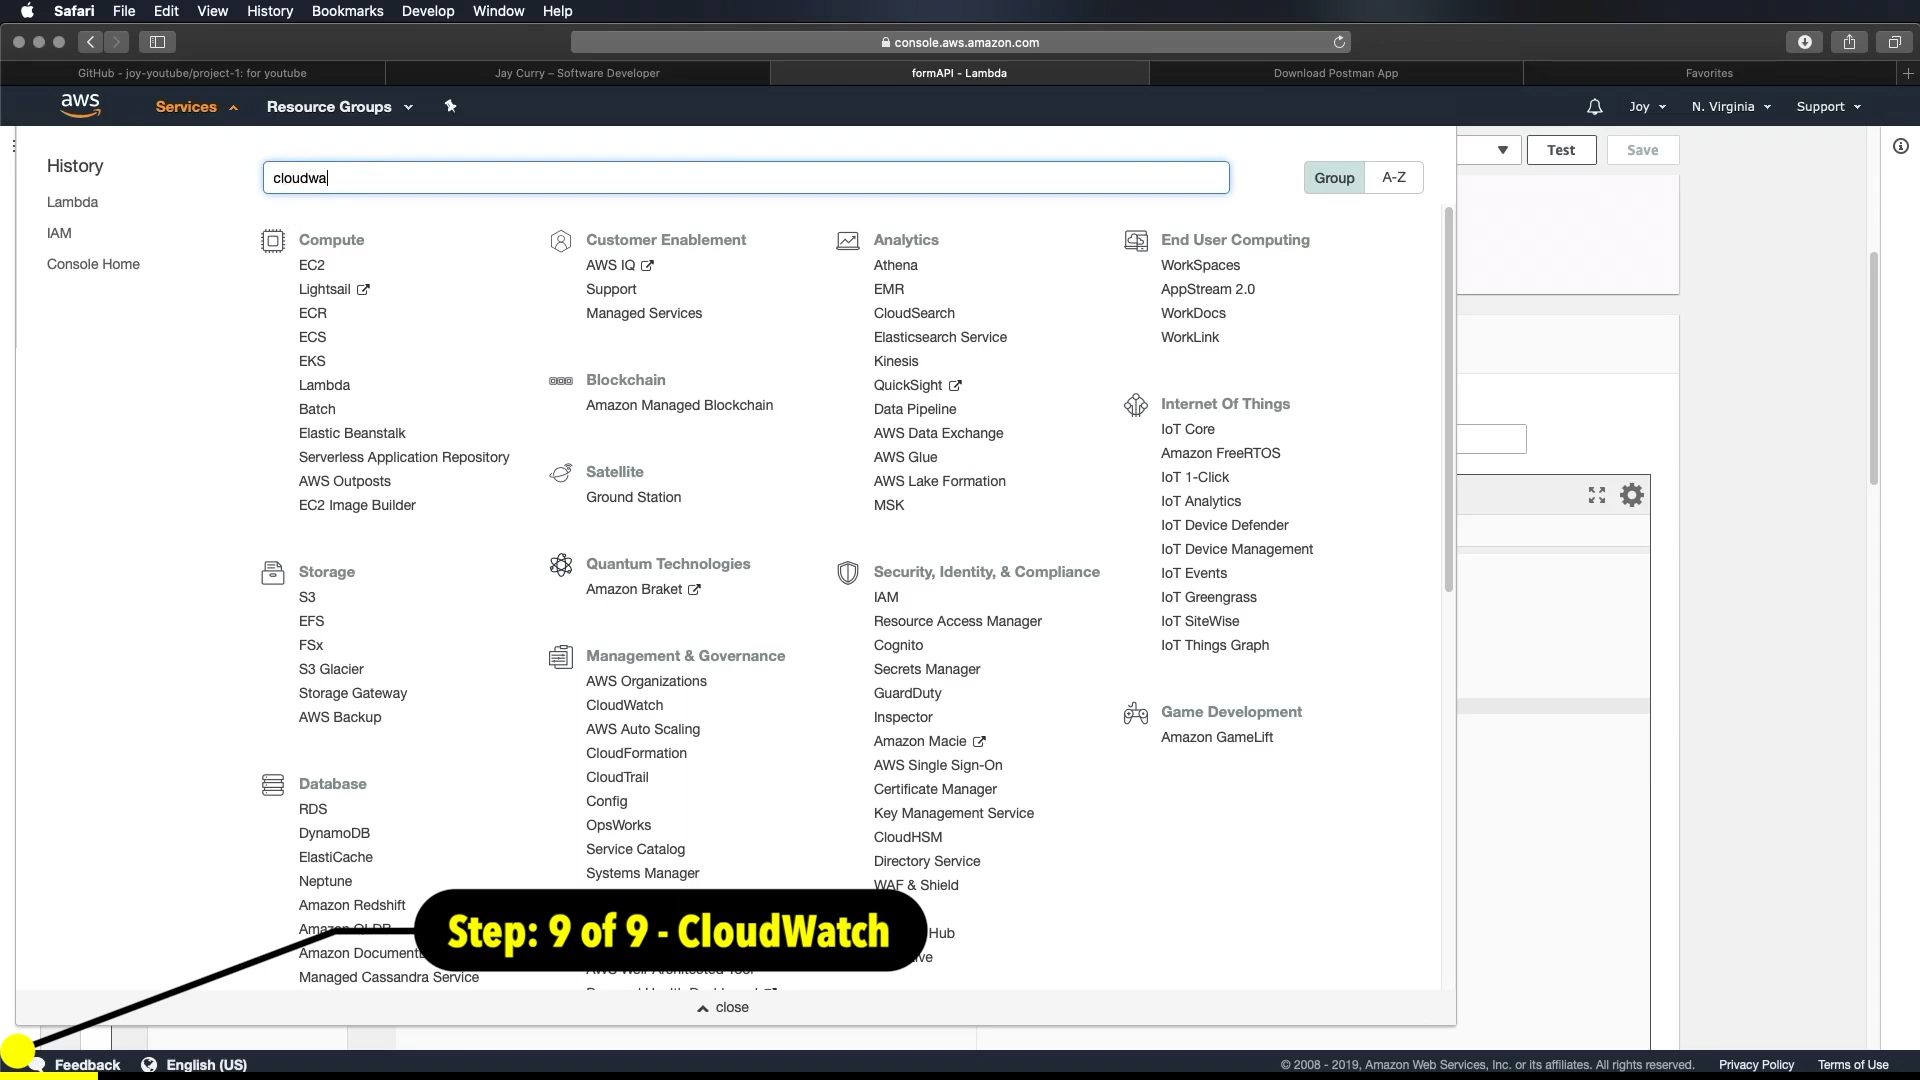 Safari File Edit View History Bookmarks Develop Window Help
console.aws.amazon.com
GitHub - joy-youtube/project-1: for youtube
Jay Curry – Software Developer
formAPI - Lambda
Download Postman App
Favorites
aws
Services
Resource Groups
Joy
N. Virginia
Support
History
Lambda
IAM
Console Home
cloudwa
Group
A-Z
Test
Save
Compute
EC2
Lightsail
ECR
ECS
EKS
Lambda
Batch
Elastic Beanstalk
Serverless Application Repository
AWS Outposts
EC2 Image Builder
Storage
S3
EFS
FSx
S3 Glacier
Storage Gateway
AWS Backup
Database
RDS
DynamoDB
ElastiCache
Neptune
Amazon Redshift
Amazon QLDB
Amazon Document
Managed Cassandra Service
Customer Enablement
AWS IQ
Support
Managed Services
Blockchain
Amazon Managed Blockchain
Satellite
Ground Station
Quantum Technologies
Amazon Braket
Management & Governance
AWS Organizations
CloudWatch
AWS Auto Scaling
CloudFormation
CloudTrail
Config
OpsWorks
Service Catalog
Systems Manager
Analytics
Athena
EMR
CloudSearch
Elasticsearch Service
Kinesis
QuickSight
Data Pipeline
AWS Data Exchange
AWS Glue
AWS Lake Formation
MSK
Security, Identity, & Compliance
IAM
Resource Access Manager
Cognito
Secrets Manager
GuardDuty
Inspector
Amazon Macie
AWS Single Sign-On
Certificate Manager
Key Management Service
CloudHSM
Directory Service
WAF & Shield
Hub
End User Computing
WorkSpaces
AppStream 2.0
WorkDocs
WorkLink
Internet Of Things
IoT Core
Amazon FreeRTOS
IoT 1-Click
IoT Analytics
IoT Device Defender
IoT Device Management
IoT Events
IoT Greengrass
IoT SiteWise
IoT Things Graph
Game Development
Amazon GameLift
Step: 9 of 9 - CloudWatch
close
Feedback
English (US)
© 2008 - 2019, Amazon Web Services, Inc. or its affiliates. All rights reserved.
Privacy Policy
Terms of Use